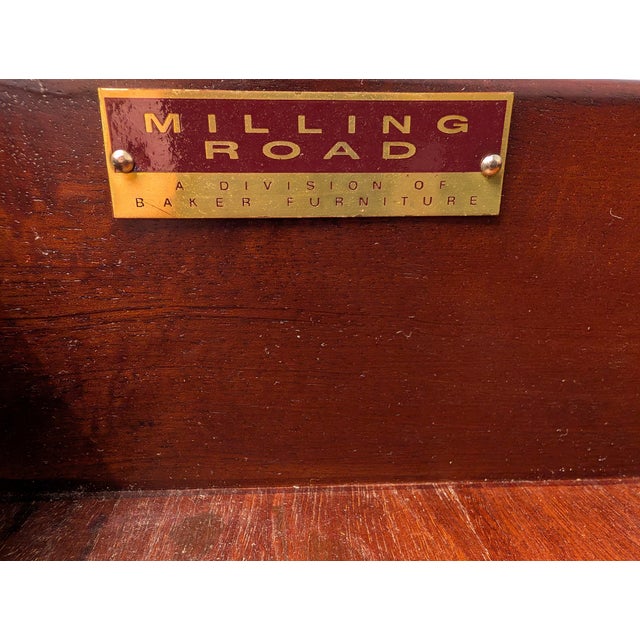 MILLING
ROAD
A DIVISION OF
BAKER FURNITURE